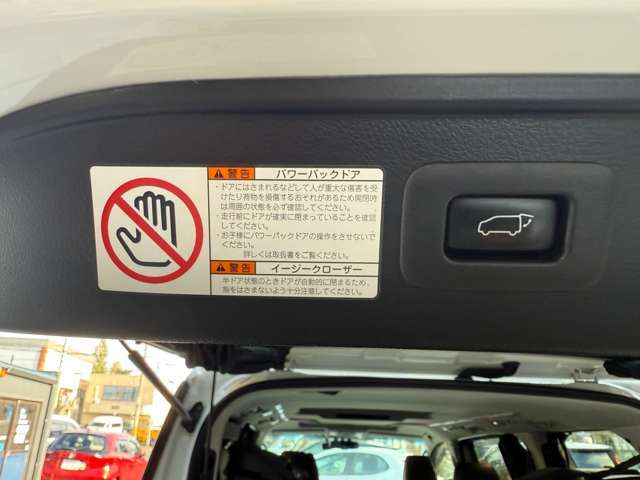 警告 パワーバックドア
・ドアにはさまれるなどして人が重大な傷害を受
けたり荷物を損傷するおそれがあるため開閉時
は周囲の状態を必ず確認してください。
・走行前にドアが確実に閉まっていることを確認
してください。
・お子様にパワーバックドアの操作をさせないで
ください。
詳しくは取扱書をご覧ください。
警告 イージークローザー
半ドア状態のときドアが自動的に閉まるため、
指をはさまないよう十分注意してください。